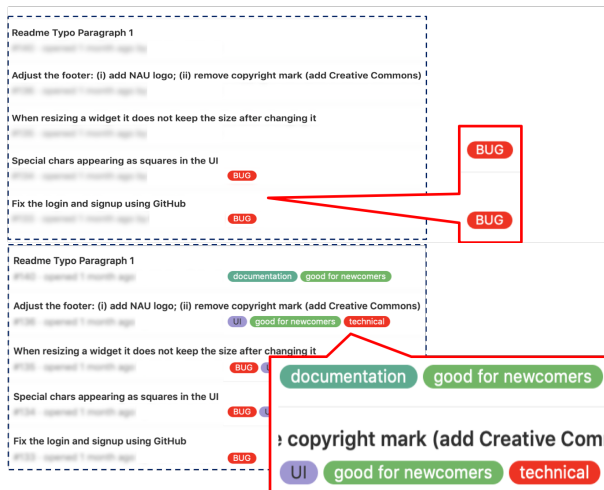 Readme Typo Paragraph 1
Adjust the footer: (i) add NAU logo; (ii) remove copyright mark (add Creative Commons)
When resizing a widget it does not keep the size after changing it
Special chars appearing as squares in the UI
BUG
Fix the login and signup using GitHub
BUG
BUG
BUG
Readme Typo Paragraph 1
#140 - opened 1 month ago
documentation good for newcomers
Adjust the footer: (i) add NAU logo; (ii) remove copyright mark (add Creative Commons)
opened 1 month ago
UI good for newcomers technical
When resizing a widget it does not keep the size after changing it
opened 1 month ago
BUG
Special chars appearing as squares in the UI
#134 - opened 1 month ago
BUG
Fix the login and signup using GitHub
opened 1 month ago
BUG
documentation good for newcomers
copyright mark (add Creative Com
UI good for newcomers technical